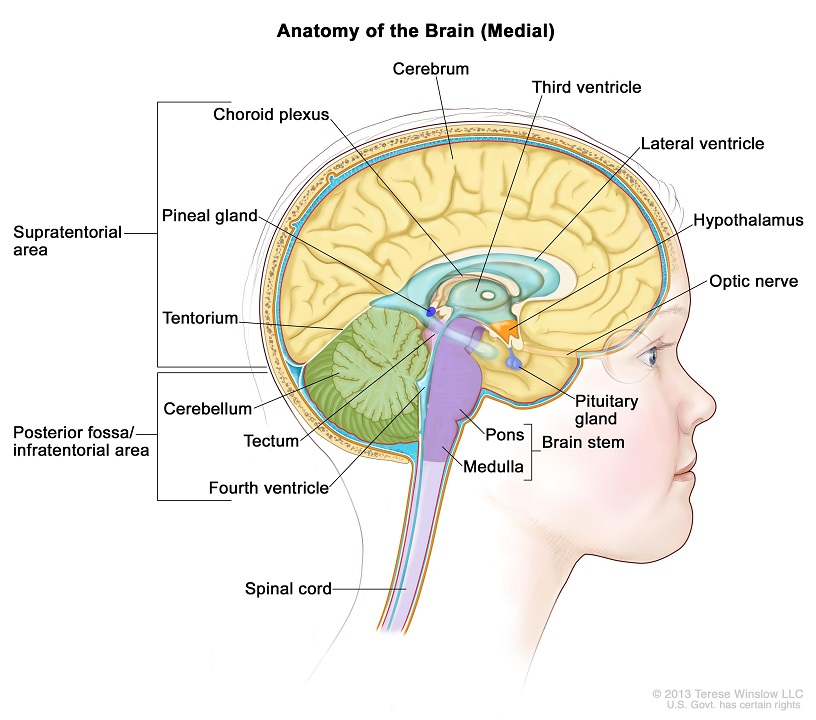 Anatomy of the Brain (Medial)
Cerebrum
Third ventricle
Choroid plexus
Lateral ventricle
Pineal gland
Hypothalamus
Supratentorial
area
Optic nerve
Tentorium
Cerebellum
Pituitary
gland
Posterior fossa/
infratentorial area
Tectum
Pons
Brain stem
Medulla
Fourth ventricle
Spinal cord
© 2013 Terese Winslow LLC
U.S. Govt. has certain rights